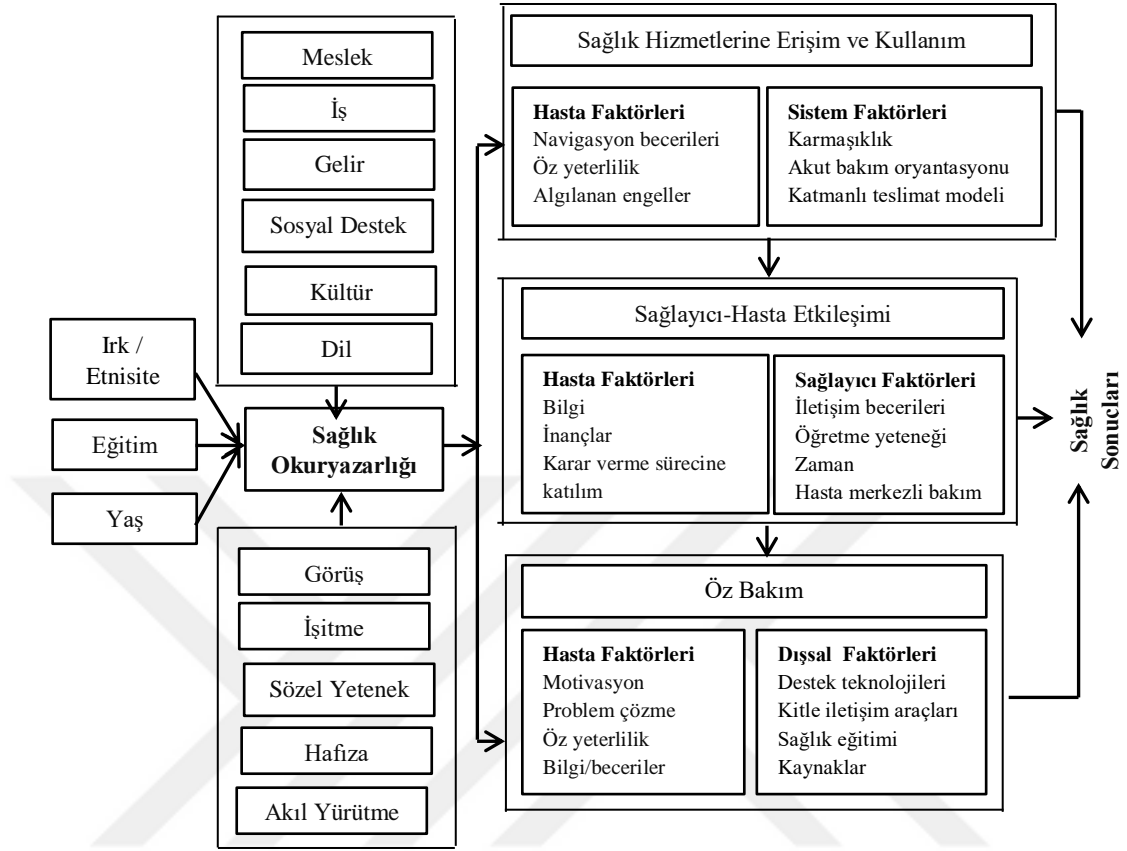 Meslek
İş
Gelir
Sosyal Destek
Kültür
Dil
Irk /
Etnisite
Eğitim
Yaş
Sağlık
Okuryazarlığı
Görüş
İşitme
Sözel Yetenek
Hafıza
Akıl Yürütme
Sağlık Hizmetlerine Erişim ve Kullanım
Hasta Faktörleri
Navigasyon becerileri
Öz yeterlilik
Algılanan engeller
Sistem Faktörleri
Karmaşıklık
Akut bakım oryantasyonu
Katmanlı teslimat modeli
Sağlayıcı-Hasta Etkileşimi
Hasta Faktörleri
Bilgi
İnançlar
Karar verme sürecine
katılım
Sağlayıcı Faktörleri
İletişim becerileri
Öğretme yeteneği
Zaman
Hasta merkezli bakım
Öz Bakım
Hasta Faktörleri
Motivasyon
Problem çözme
Öz yeterlilik
Bilgi/beceriler
Dışsal  Faktörleri
Destek teknolojileri
Kitle iletişim araçları
Sağlık eğitimi
Kaynaklar
Sağlık
Sonuçları